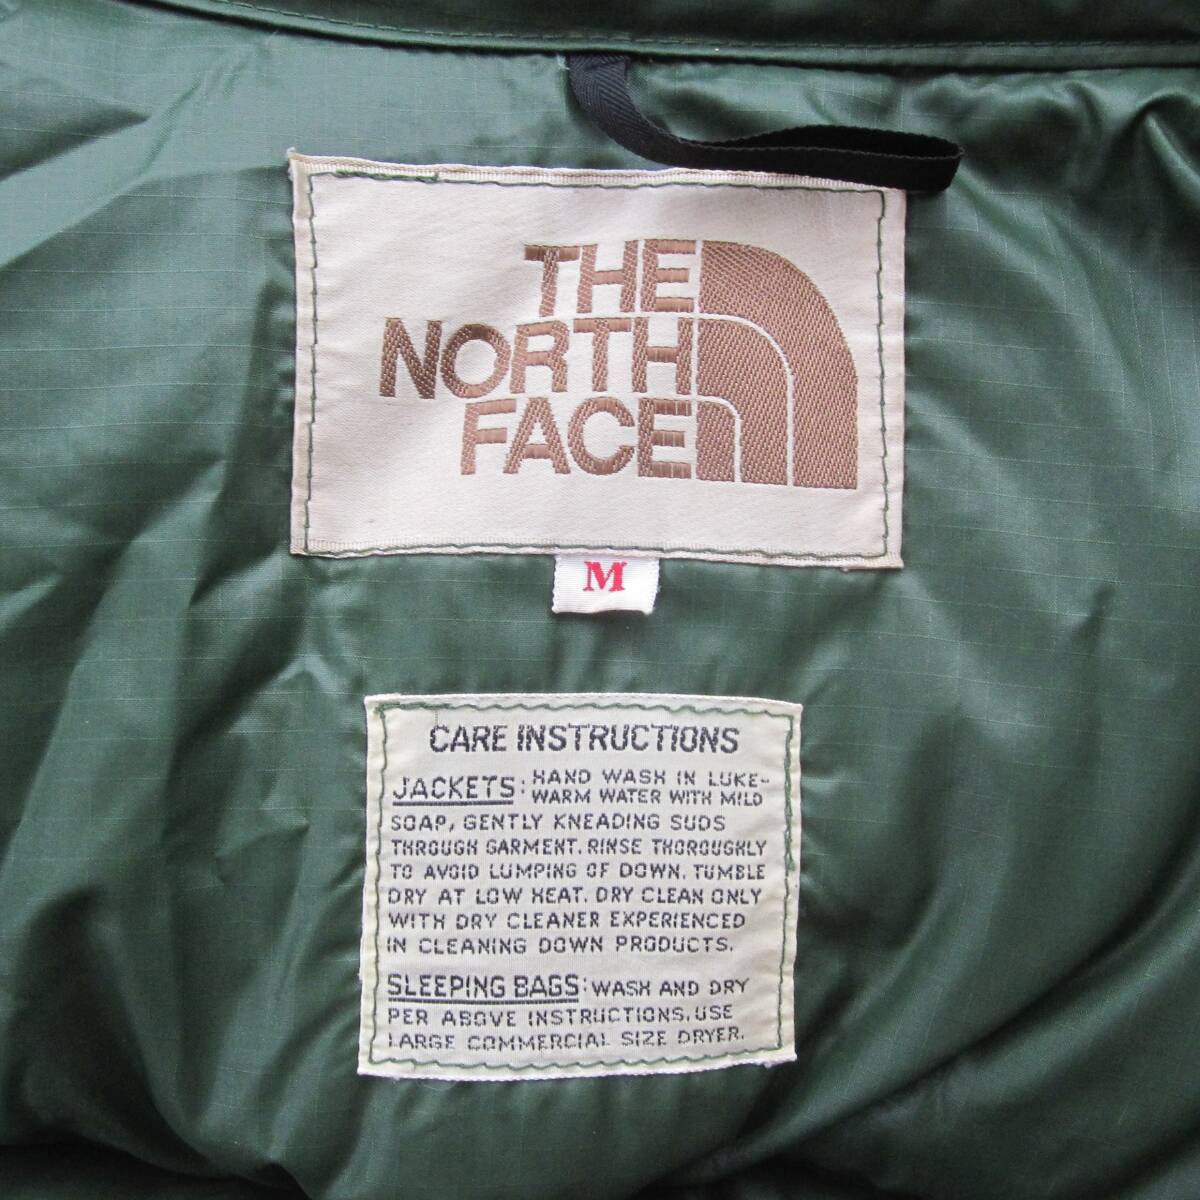 THE
NORTH
FACE
M
CARE INSTRUCTIONS
JACKETS: HAND WASH IN LUKE-
WARM WATER WITH MILD
SOAP, GENTLY KNEADING SUDS
THROUGH GARMENT. RINSE THOROUGHLY
TO AVOID LUMPING OF DOWN. TUMBLE
DRY AT LOW HEAT. DRY CLEAN ONLY
WITH DRY CLEANER EXPERIENCED
IN CLEANING DOWN PRODUCTS.
SLEEPING BAGS: WASH AND DRY
PER ABOVE INSTRUCTIONS. USE
LARGE COMMERCIAL SIZE DRYER.